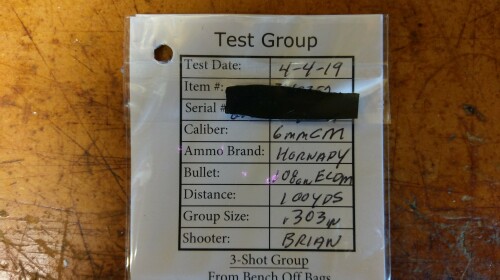 Test Group
Test Date: 4-4-19
Item #:
Serial #
Caliber: 6mmCM
Ammo Brand: HORNADY
Bullet: 108GR ELDM
Distance: 100YDS
Group Size: .303IN
Shooter: BRIAN
3-Shot Group
From Bench Off Bags